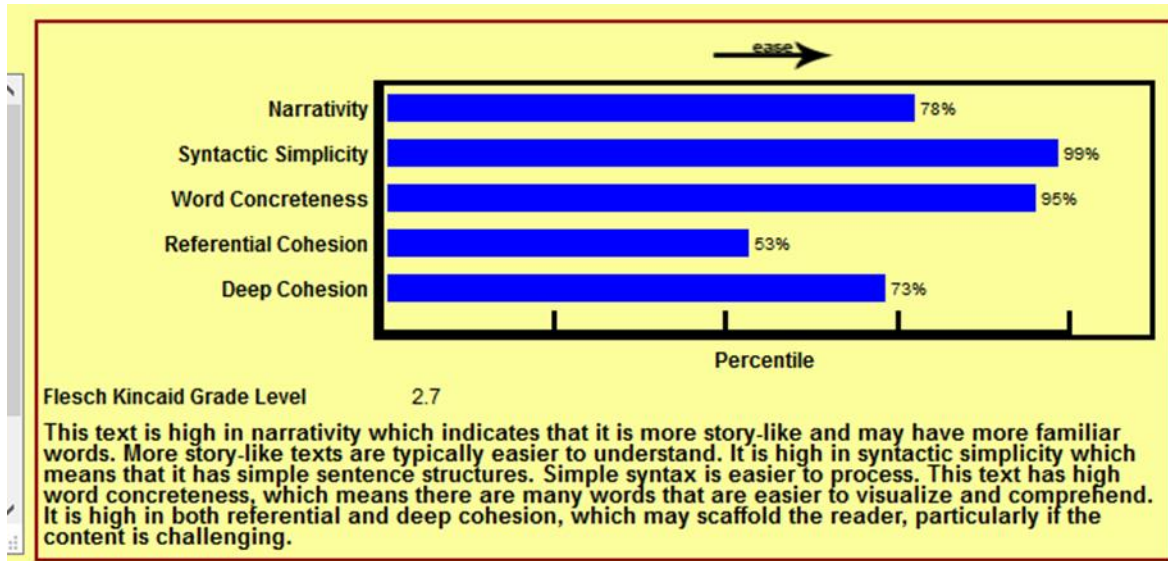 ease
Narrativity 78%
Syntactic Simplicity 99%
Word Concreteness 95%
Referential Cohesion 53%
Deep Cohesion 73%
Percentile
Flesch Kincaid Grade Level 2.7
This text is high in narrativity which indicates that it is more story-like and may have more familiar
words. More story-like texts are typically easier to understand. It is high in syntactic simplicity which
means that it has simple sentence structures. Simple syntax is easier to process. This text has high
word concreteness, which means there are many words that are easier to visualize and comprehend.
It is high in both referential and deep cohesion, which may scaffold the reader, particularly if the
content is challenging.